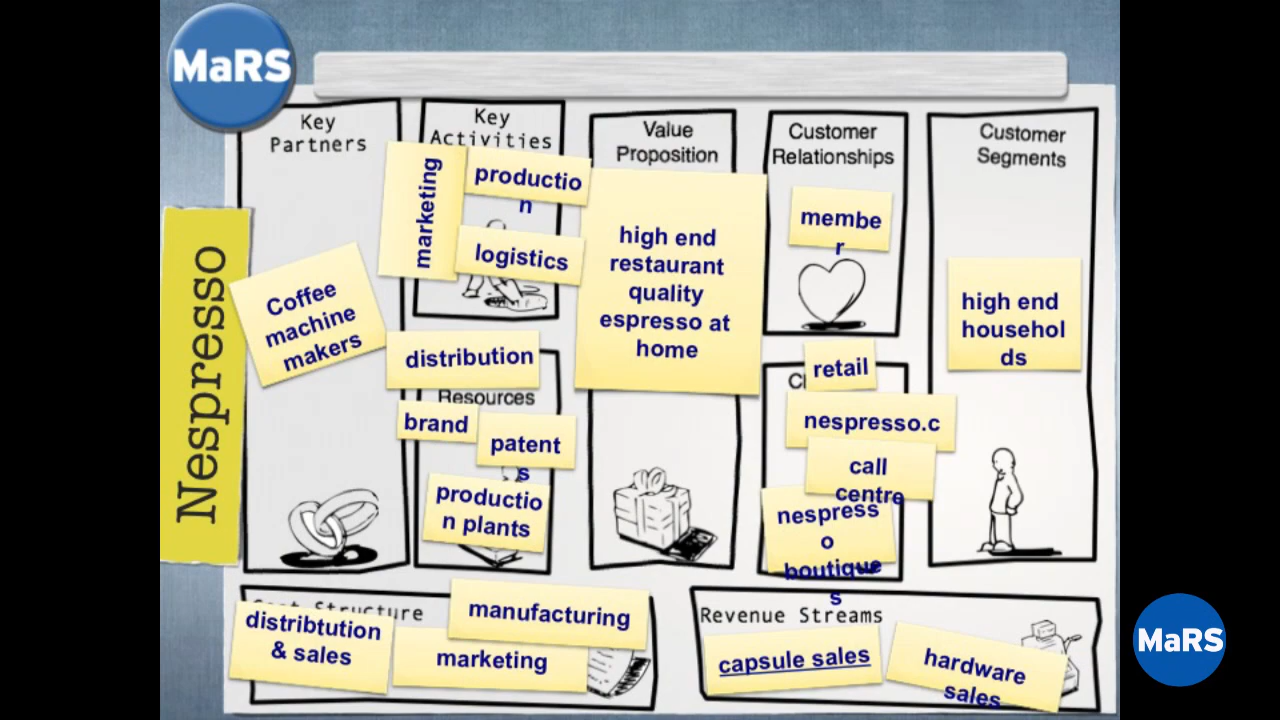 MaRS
Key
Partners
Key
Activities
Value
Proposition
Customer
Relationships
Customer
Segments
Nespresso
Coffee
machine
makers
marketing
productio
n
logistics
distribution
Resources
brand
patent
s
productio
n plants
high end
restaurant
quality
espresso at
home
membe
r
retail
nespresso.c
call
centre
nespress
o
boutique
s
high end
househol
ds
Structure
distribtution
& sales
manufacturing
marketing
Revenue Streams
capsule sales
hardware
sales
MaRS